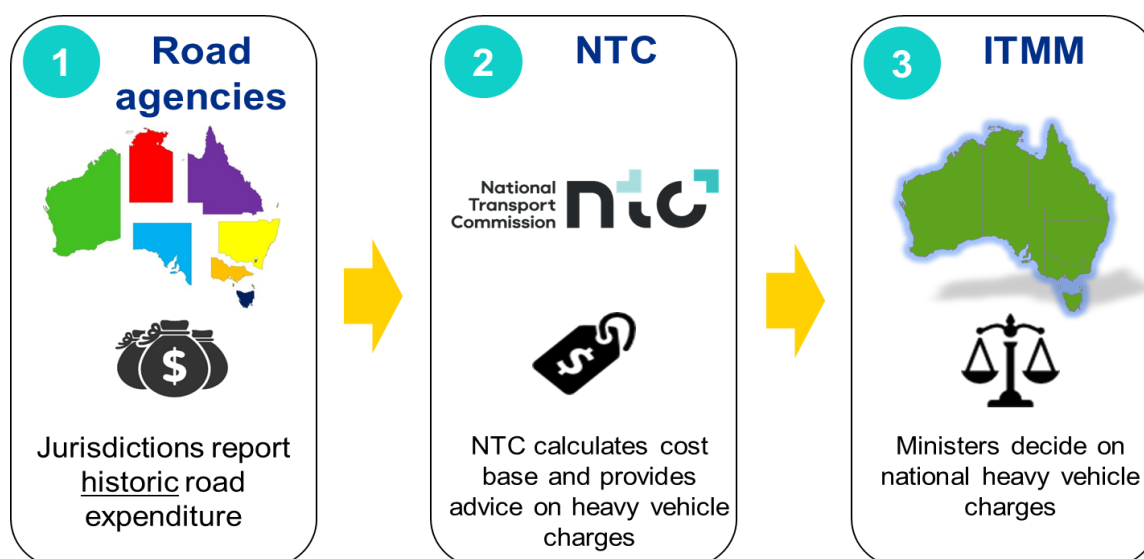 1
Road
agencies
$
Jurisdictions report
historic road
expenditure
2
NTC
National
Transport
Commission
ntc
$
NTC calculates cost
base and provides
advice on heavy vehicle
charges
3
ITMM
Ministers decide on
national heavy vehicle
charges